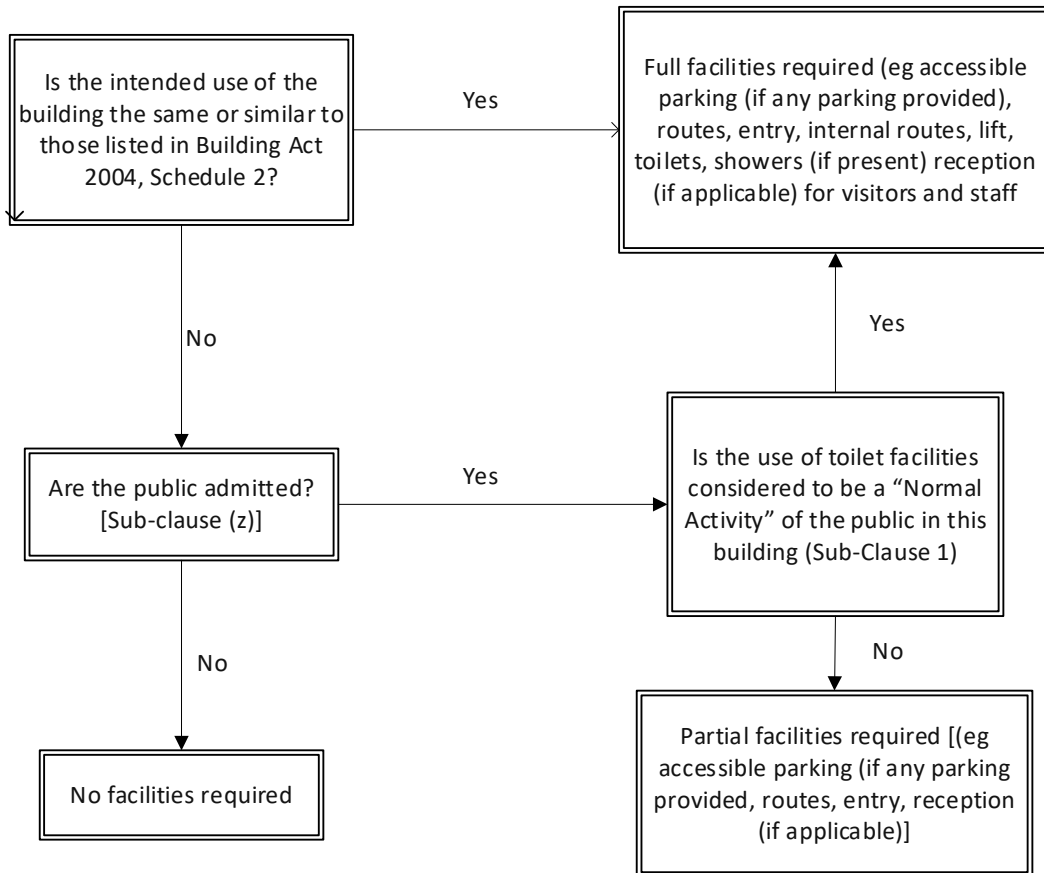 Is the intended use of the
building the same or similar to
those listed in Building Act
2004, Schedule 2?
Yes
Full facilities required (eg accessible
parking (if any parking provided),
routes, entry, internal routes, lift,
toilets, showers (if present) reception
(if applicable) for visitors and staff
No
Yes
Are the public admitted?
[Sub-clause (z)]
Yes
Is the use of toilet facilities
considered to be a “Normal
Activity” of the public in this
building (Sub-Clause 1)
No
No
No facilities required
Partial facilities required [(eg
accessible parking (if any parking
provided, routes, entry, reception
(if applicable)]